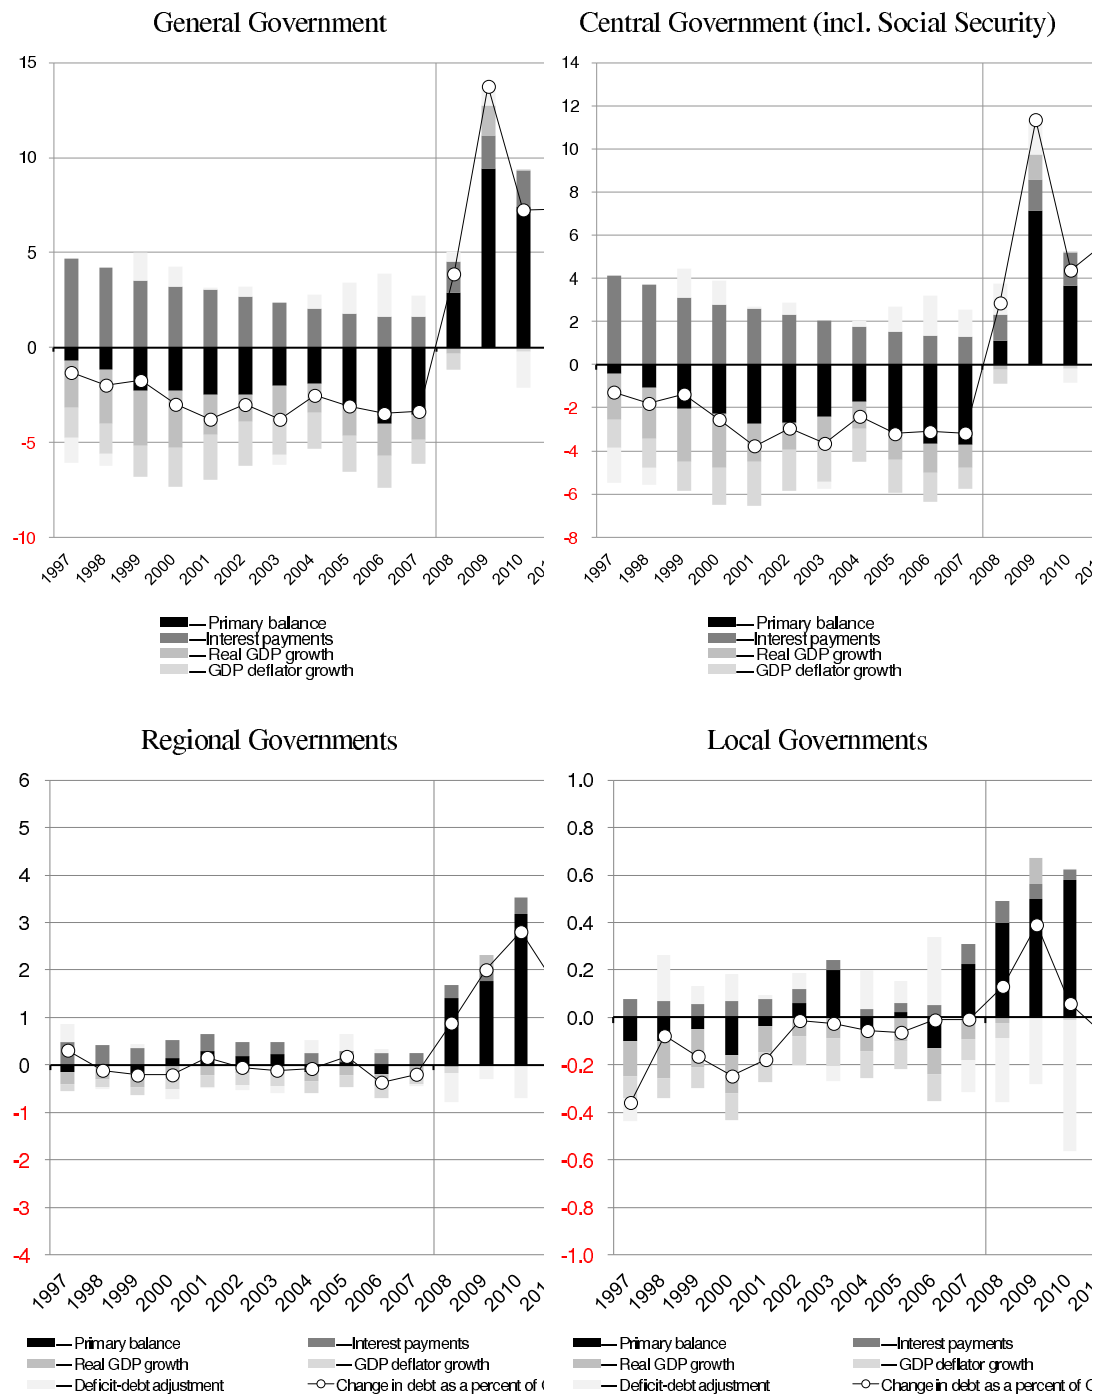 General Government
15
10
5
0
-5
-10
1997 1998 1999 2000 2001 2002 2003 2004 2005 2006 2007 2008 2009 2010 201
Primary balance
Interest payments
Real GDP growth
GDP deflator growth
Central Government (incl. Social Security)
14
12
10
8
6
4
2
0
-2
-4
-6
-8
1997 1998 1999 2000 2001 2002 2003 2004 2005 2006 2007 2008 2009 2010 201
Primary balance
Interest payments
Real GDP growth
GDP deflator growth
Regional Governments
6
5
4
3
2
1
0
-1
-2
-3
-4
1997 1998 1999 2000 2001 2002 2003 2004 2005 2006 2007 2008 2009 2010 201
Primary balance Interest payments
Real GDP growth GDP deflator growth
Deficit-debt adjustment Change in debt as a percent of
Local Governments
1.0
0.8
0.6
0.4
0.2
0.0
-0.2
-0.4
-0.6
-0.8
-1.0
1997 1998 1999 2000 2001 2002 2003 2004 2005 2006 2007 2008 2009 2010 201
Primary balance Interest payments
Real GDP growth GDP deflator growth
Deficit-debt adjustment Change in debt as a percent of